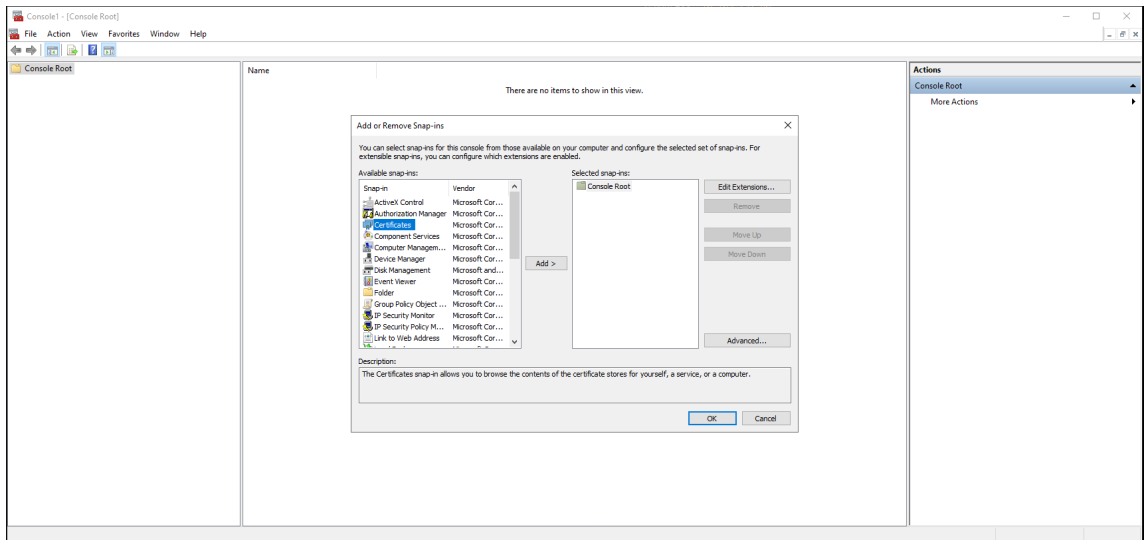 Console1 - [Console Root]
File Action View Favorites Window Help
Console Root
Name
There are no items to show in this view.
Actions
Console Root
More Actions
Add or Remove Snap-ins
You can select snap-ins for this console from those available on your computer and configure the selected set of snap-ins. For
extensible snap-ins, you can configure which extensions are enabled.
Available snap-ins:
Snap-in Vendor
ActiveX Control Microsoft Cor...
Authorization Manager Microsoft Cor...
Certificates Microsoft Cor...
Component Services Microsoft Cor...
Computer Managem... Microsoft Cor...
Device Manager Microsoft Cor...
Disk Management Microsoft and...
Event Viewer Microsoft Cor...
Folder Microsoft Cor...
Group Policy Object ... Microsoft Cor...
IP Security Monitor Microsoft Cor...
IP Security Policy M... Microsoft Cor...
Link to Web Address Microsoft Cor...
Add >
Selected snap-ins:
Console Root
Edit Extensions...
Remove
Move Up
Move Down
Advanced...
Description:
The Certificates snap-in allows you to browse the contents of the certificate stores for yourself, a service, or a computer.
OK Cancel